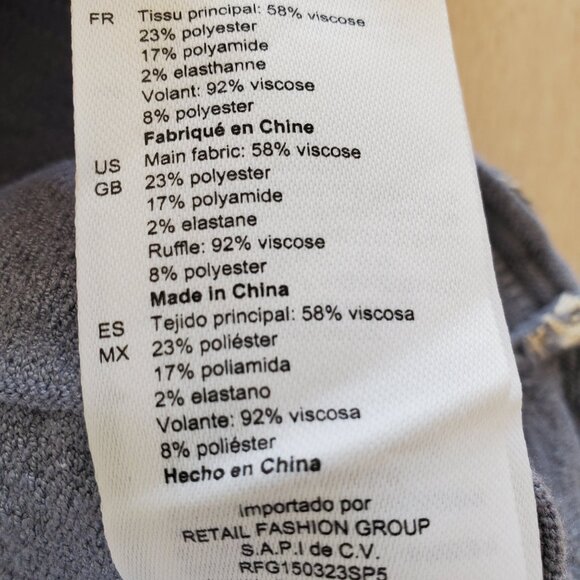 FR Tissu principal: 58% viscose
23% polyester
17% polyamide
2% elasthanne
Volant: 92% viscose
8% polyester
Fabriqué en Chine
US Main fabric: 58% viscose
GB 23% polyester
17% polyamide
2% elastane
Ruffle: 92% viscose
8% polyester
Made in China
ES Tejido principal: 58% viscosa
MX 23% poliéster
17% poliamida
2% elastano
Volante: 92% viscosa
8% poliéster
Hecho en China
importado por
RETAIL FASHION GROUP
S.A.P.I de C.V.
RFG150323SP5